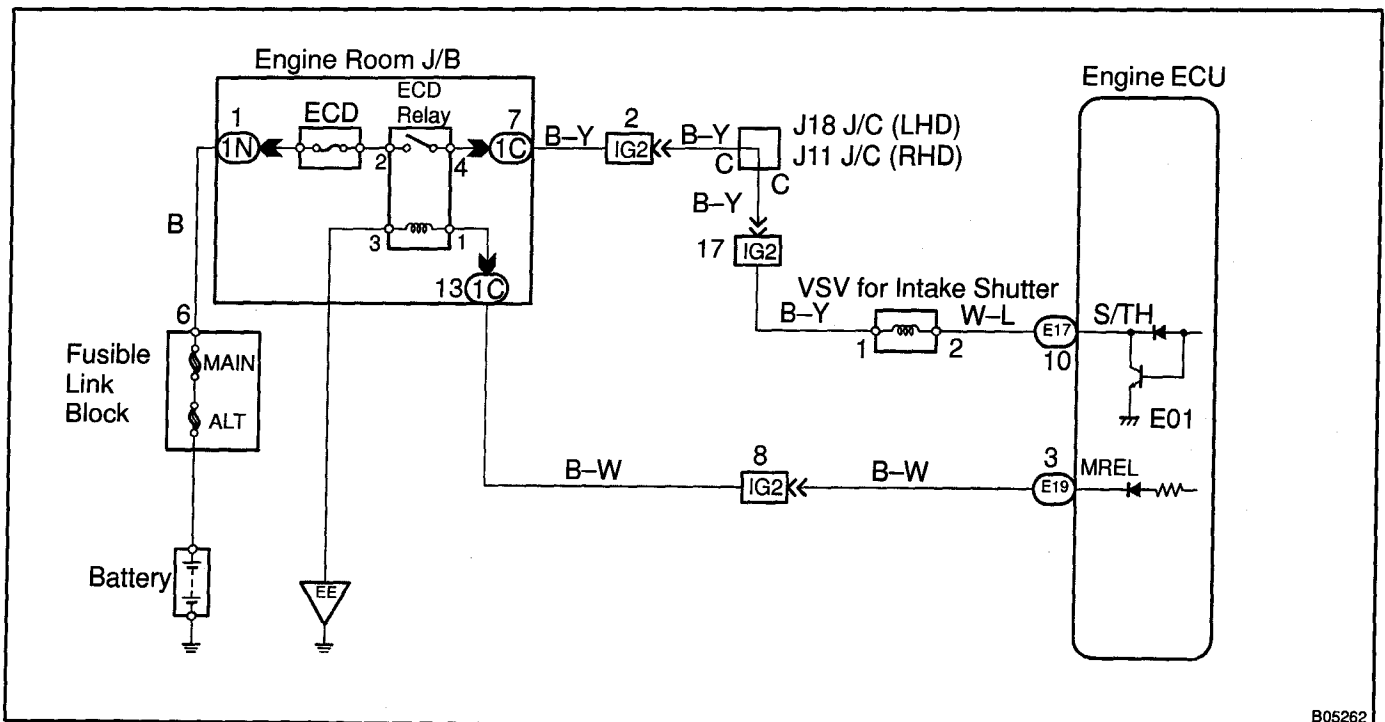 Engine Room J/B
Engine ECU
ECD
ECD
Relay
1
7
1N
2
4
1C
B–Y
2
IG2
B–Y
J18 J/C (LHD)
J11 J/C (RHD)
C
C
B–Y
B
3
1
17
IG2
13
1C
VSV for Intake Shutter
B–Y
W–L
S/TH
1
2
E17
10
E01
6
Fusible
Link
Block
MAIN
ALT
B–W
8
IG2
B–W
3
E19
MREL
Battery
EE
B05262